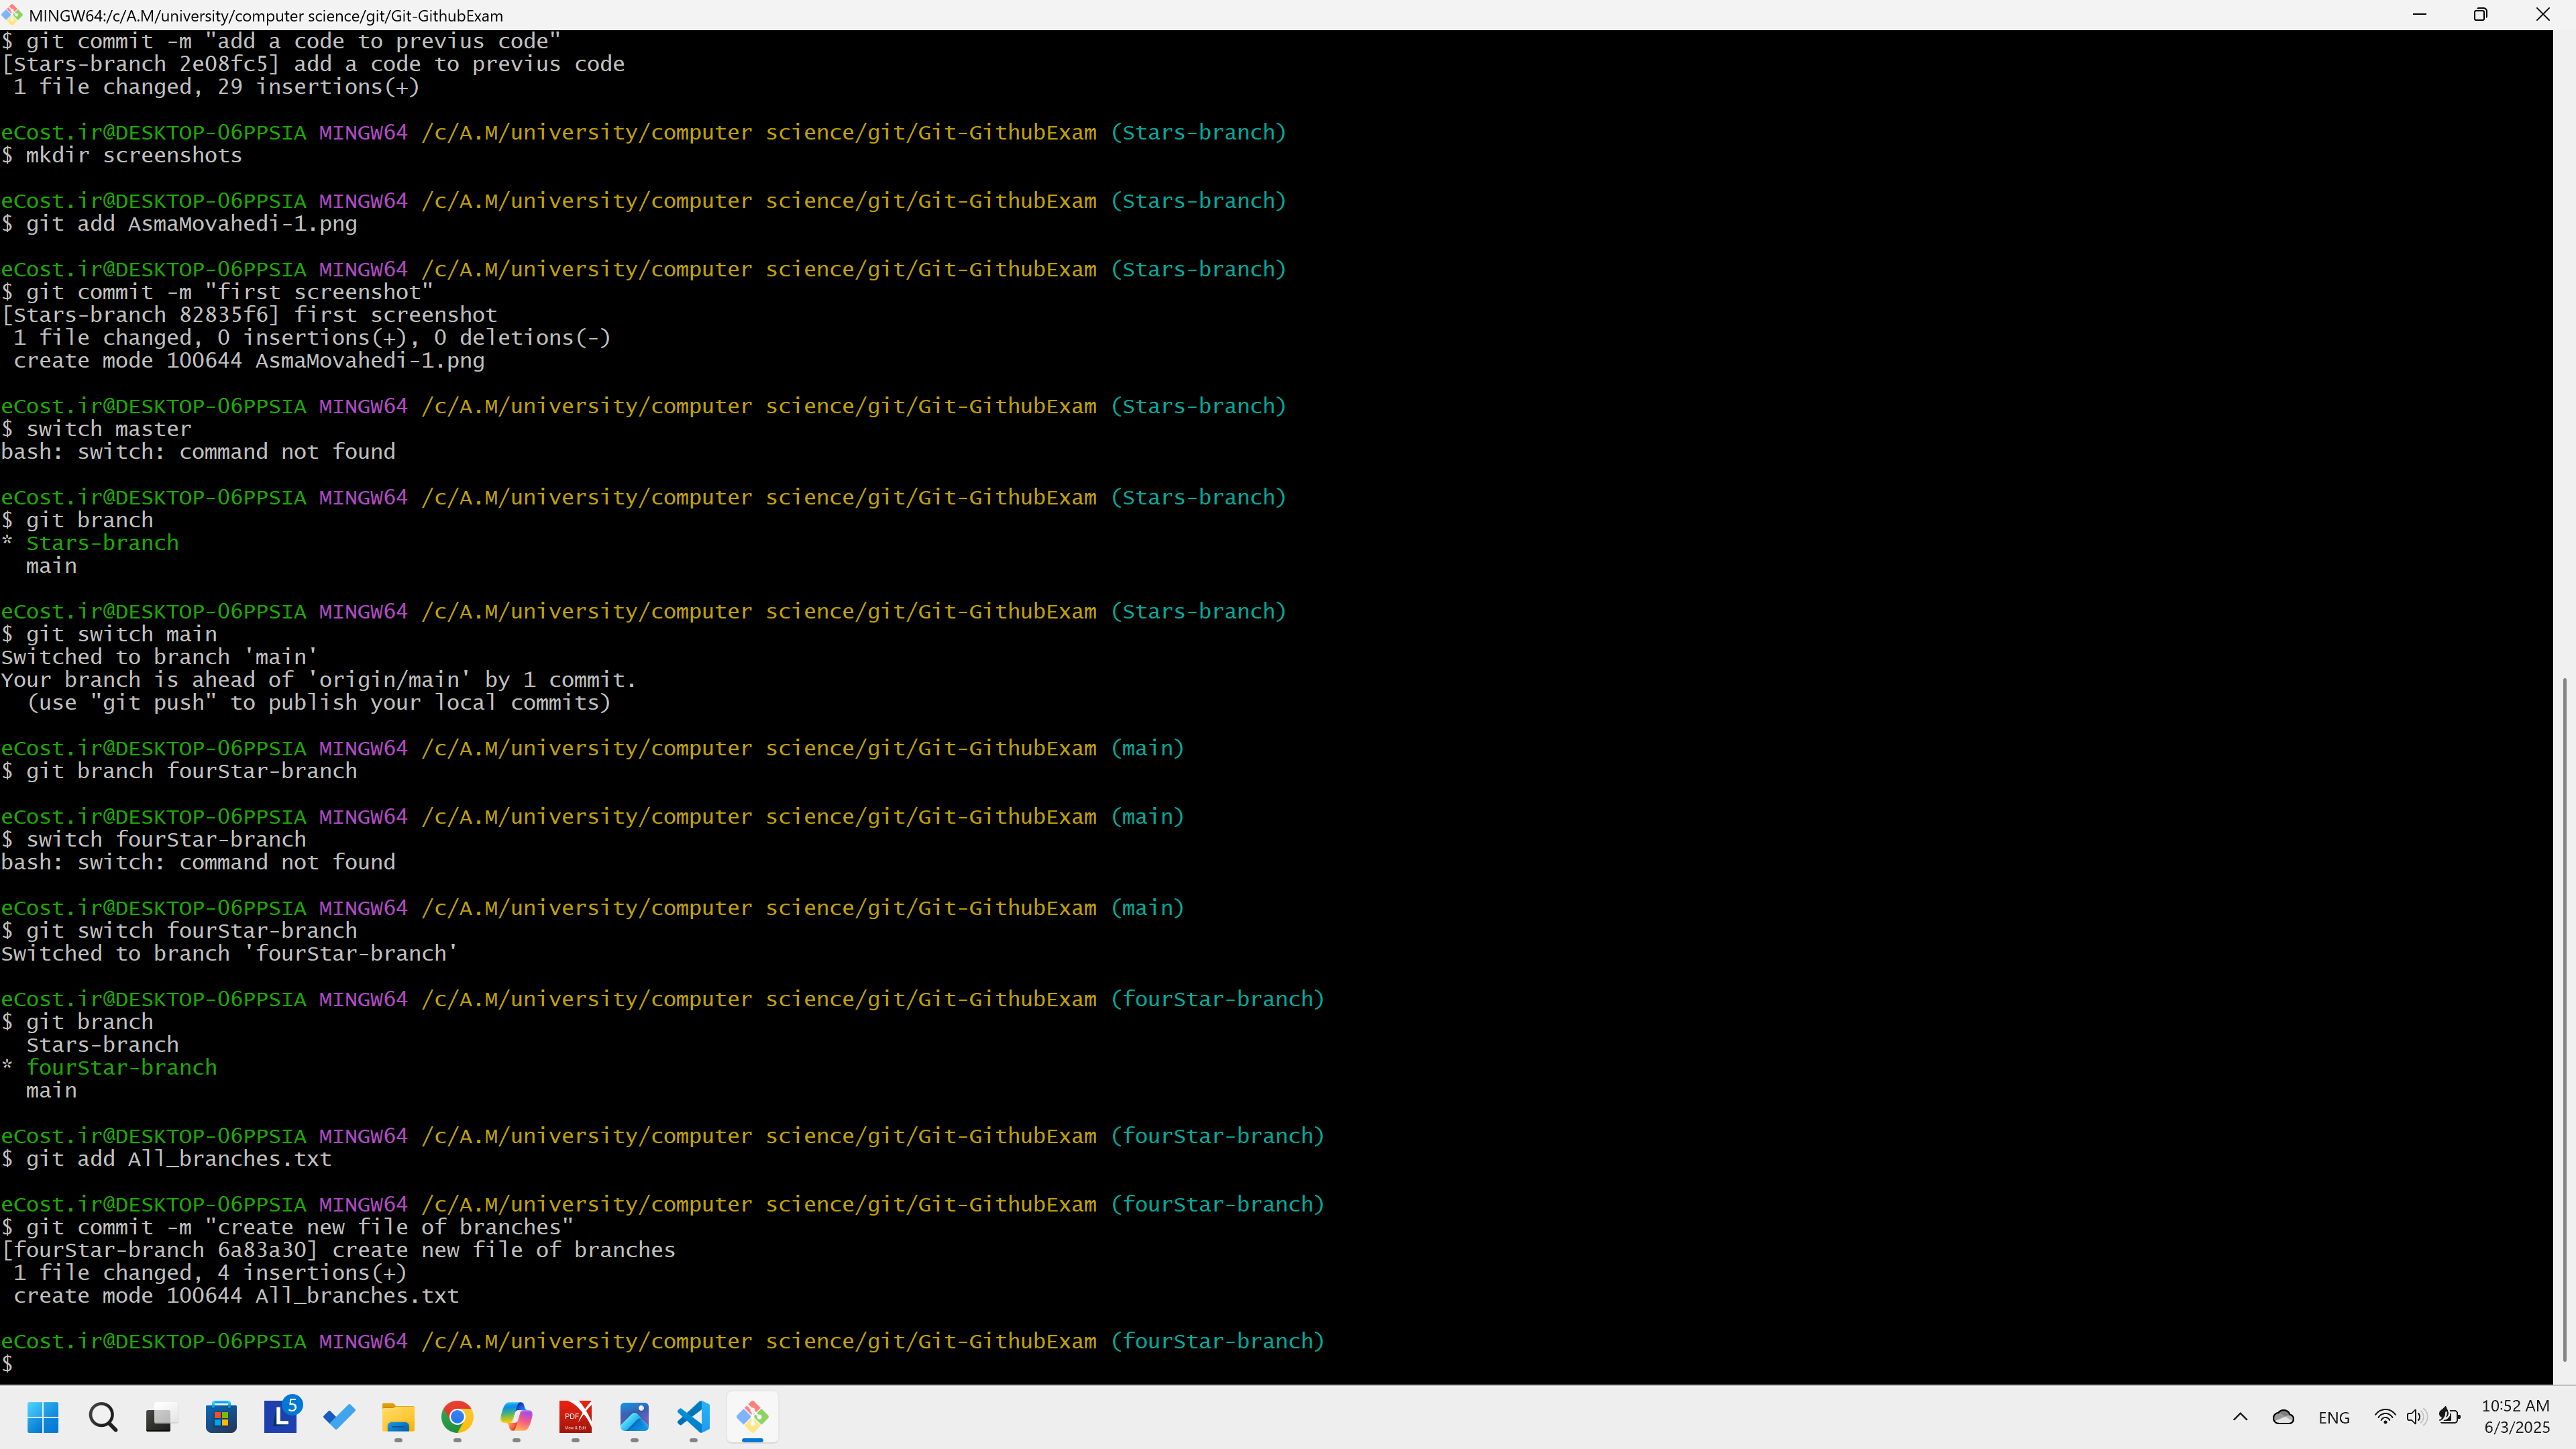 MINGW64:/c/A.M/university/computer science/git/Git-GithubExam
$ git commit -m "add a code to previus code"
[Stars-branch 2e08fc5] add a code to previus code
 1 file changed, 29 insertions(+)
eCost.ir@DESKTOP-O6PPSIA MINGW64 /c/A.M/university/computer science/git/Git-GithubExam (Stars-branch)
$ mkdir screenshots
eCost.ir@DESKTOP-O6PPSIA MINGW64 /c/A.M/university/computer science/git/Git-GithubExam (Stars-branch)
$ git add AsmaMovahedi-1.png
eCost.ir@DESKTOP-O6PPSIA MINGW64 /c/A.M/university/computer science/git/Git-GithubExam (Stars-branch)
$ git commit -m "first screenshot"
[Stars-branch 82835f6] first screenshot
 1 file changed, 0 insertions(+), 0 deletions(-)
 create mode 100644 AsmaMovahedi-1.png
eCost.ir@DESKTOP-O6PPSIA MINGW64 /c/A.M/university/computer science/git/Git-GithubExam (Stars-branch)
$ switch master
bash: switch: command not found
eCost.ir@DESKTOP-O6PPSIA MINGW64 /c/A.M/university/computer science/git/Git-GithubExam (Stars-branch)
$ git branch
* Stars-branch
  main
eCost.ir@DESKTOP-O6PPSIA MINGW64 /c/A.M/university/computer science/git/Git-GithubExam (Stars-branch)
$ git switch main
Switched to branch 'main'
Your branch is ahead of 'origin/main' by 1 commit.
  (use "git push" to publish your local commits)
eCost.ir@DESKTOP-O6PPSIA MINGW64 /c/A.M/university/computer science/git/Git-GithubExam (main)
$ git branch fourStar-branch
eCost.ir@DESKTOP-O6PPSIA MINGW64 /c/A.M/university/computer science/git/Git-GithubExam (main)
$ switch fourStar-branch
bash: switch: command not found
eCost.ir@DESKTOP-O6PPSIA MINGW64 /c/A.M/university/computer science/git/Git-GithubExam (main)
$ git switch fourStar-branch
Switched to branch 'fourStar-branch'
eCost.ir@DESKTOP-O6PPSIA MINGW64 /c/A.M/university/computer science/git/Git-GithubExam (fourStar-branch)
$ git branch
  Stars-branch
* fourStar-branch
  main
eCost.ir@DESKTOP-O6PPSIA MINGW64 /c/A.M/university/computer science/git/Git-GithubExam (fourStar-branch)
$ git add All_branches.txt
eCost.ir@DESKTOP-O6PPSIA MINGW64 /c/A.M/university/computer science/git/Git-GithubExam (fourStar-branch)
$ git commit -m "create new file of branches"
[fourStar-branch 6a83a30] create new file of branches
 1 file changed, 4 insertions(+)
 create mode 100644 All_branches.txt
eCost.ir@DESKTOP-O6PPSIA MINGW64 /c/A.M/university/computer science/git/Git-GithubExam (fourStar-branch)
$
L 5
PDF X
ENG
10:52 AM
6/3/2025